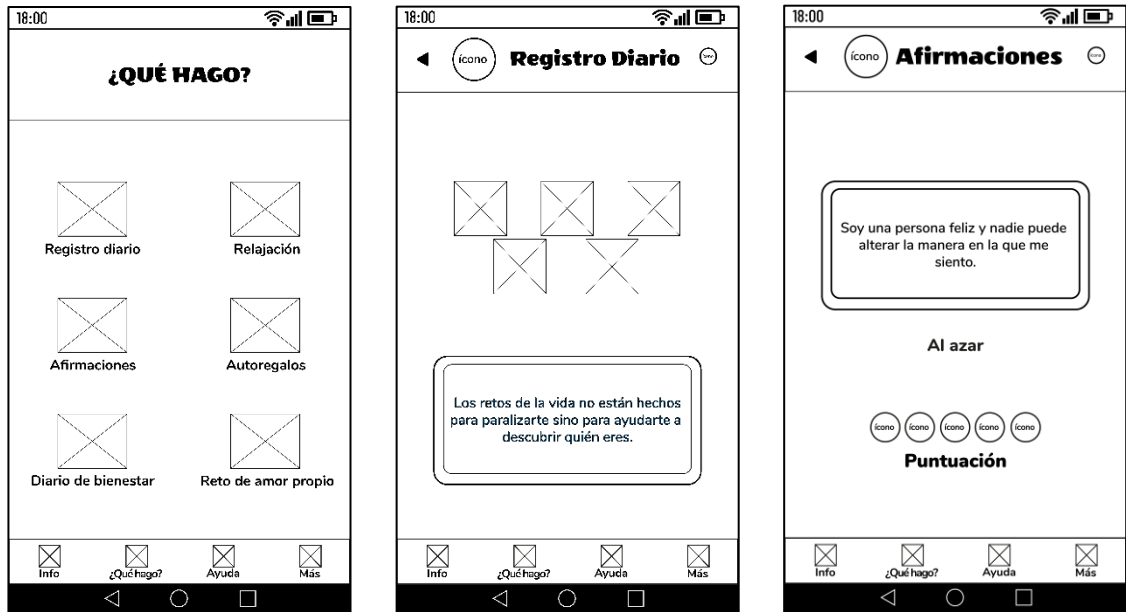 18:00
¿QUÉ HAGO?
Registro diario
Relajación
Afirmaciones
Autoregalos
Diario de bienestar
Reto de amor propio
Info
¿Qué hago?
Ayuda
Más
18:00
ícono
Registro Diario
Los retos de la vida no están hechos
para paralizarte sino para ayudarte a
descubrir quién eres.
Info
¿Qué hago?
Ayuda
Más
18:00
ícono
Afirmaciones
Soy una persona feliz y nadie puede
alterar la manera en la que me
siento.
Al azar
ícono ícono ícono ícono ícono
Puntuación
Info
¿Qué hago?
Ayuda
Más